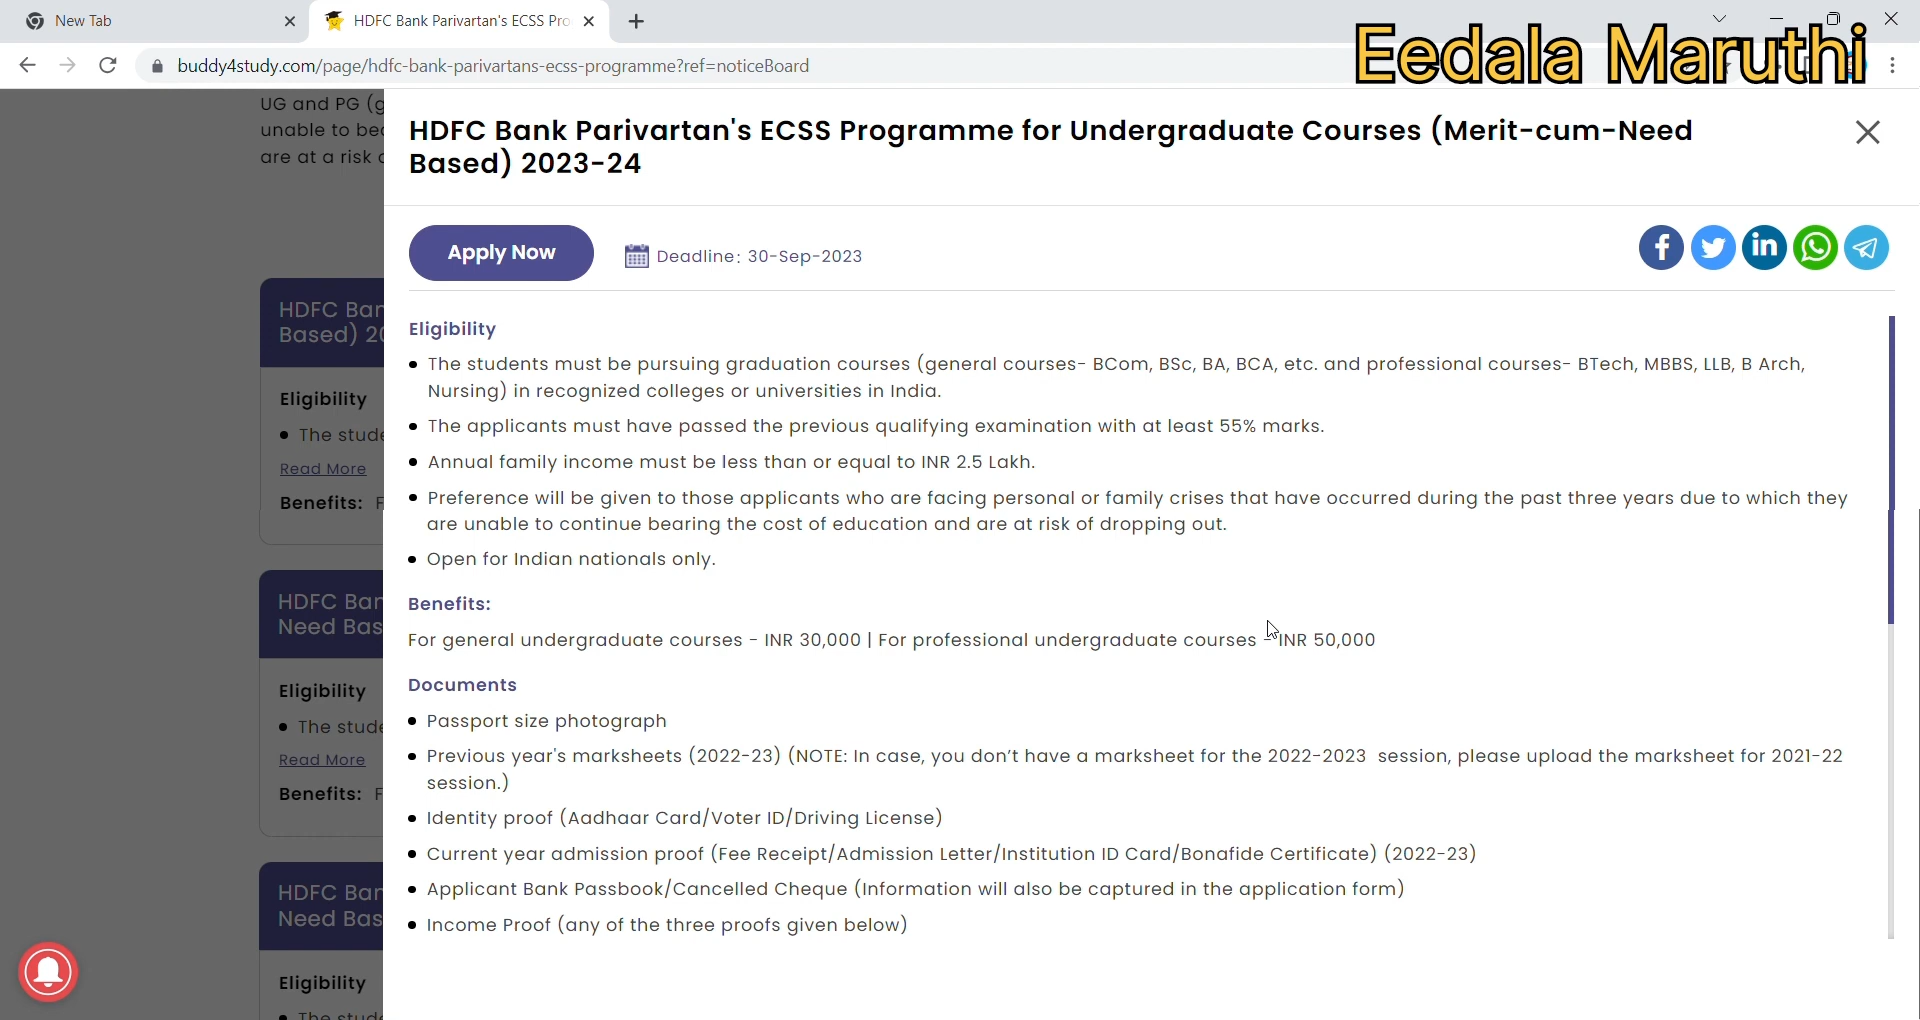 New Tab
HDFC Bank Parivartan's ECSS Pro
Eedala Maruthi
buddy4study.com/page/hdfc-bank-parivartans-ecss-programme?ref=noticeBoard
UG and PG (g
unable to bea
are at a risk o
HDFC Bank Parivartan's ECSS Programme for Undergraduate Courses (Merit-cum-Need
Based) 2023-24
Apply Now
Deadline: 30-Sep-2023
Eligibility
• The students must be pursuing graduation courses (general courses- BCom, BSc, BA, BCA, etc. and professional courses- BTech, MBBS, LLB, B Arch,
Nursing) in recognized colleges or universities in India.
• The applicants must have passed the previous qualifying examination with at least 55% marks.
• Annual family income must be less than or equal to INR 2.5 Lakh.
• Preference will be given to those applicants who are facing personal or family crises that have occurred during the past three years due to which they
are unable to continue bearing the cost of education and are at risk of dropping out.
• Open for Indian nationals only.
Benefits:
For general undergraduate courses - INR 30,000 | For professional undergraduate courses - INR 50,000
Documents
• Passport size photograph
• Previous year's marksheets (2022-23) (NOTE: In case, you don't have a marksheet for the 2022-2023 session, please upload the marksheet for 2021-22
session.)
• Identity proof (Aadhaar Card/Voter ID/Driving License)
• Current year admission proof (Fee Receipt/Admission Letter/Institution ID Card/Bonafide Certificate) (2022-23)
• Applicant Bank Passbook/Cancelled Cheque (Information will also be captured in the application form)
• Income Proof (any of the three proofs given below)
HDFC Ban
Based) 20
Eligibility
• The stude
Read More
Benefits: F
HDFC Ban
Need Bas
Eligibility
• The stude
Read More
Benefits: F
HDFC Ban
Need Bas
Eligibility
• The stude